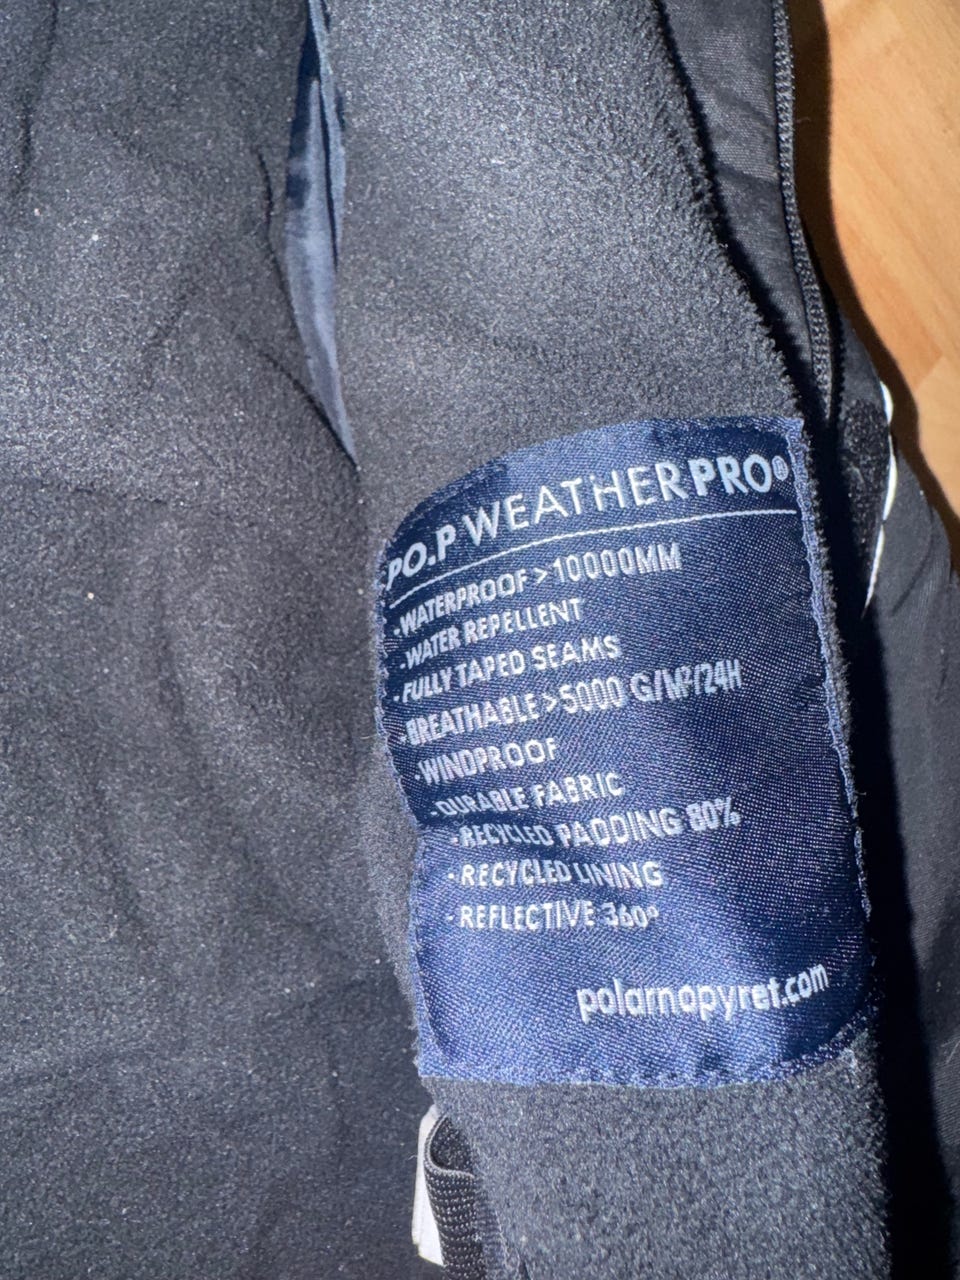 PO.P WEATHERPRO®
-WATERPROOF >10000MM
-WATER REPELLENT
-FULLY TAPED SEAMS
-BREATHABLE >5000 G/M²/24H
-WINDPROOF
-DURABLE FABRIC
-RECYCLED PADDING 80%
-RECYCLED LINING
-REFLECTIVE 360°
polarnopyret.com